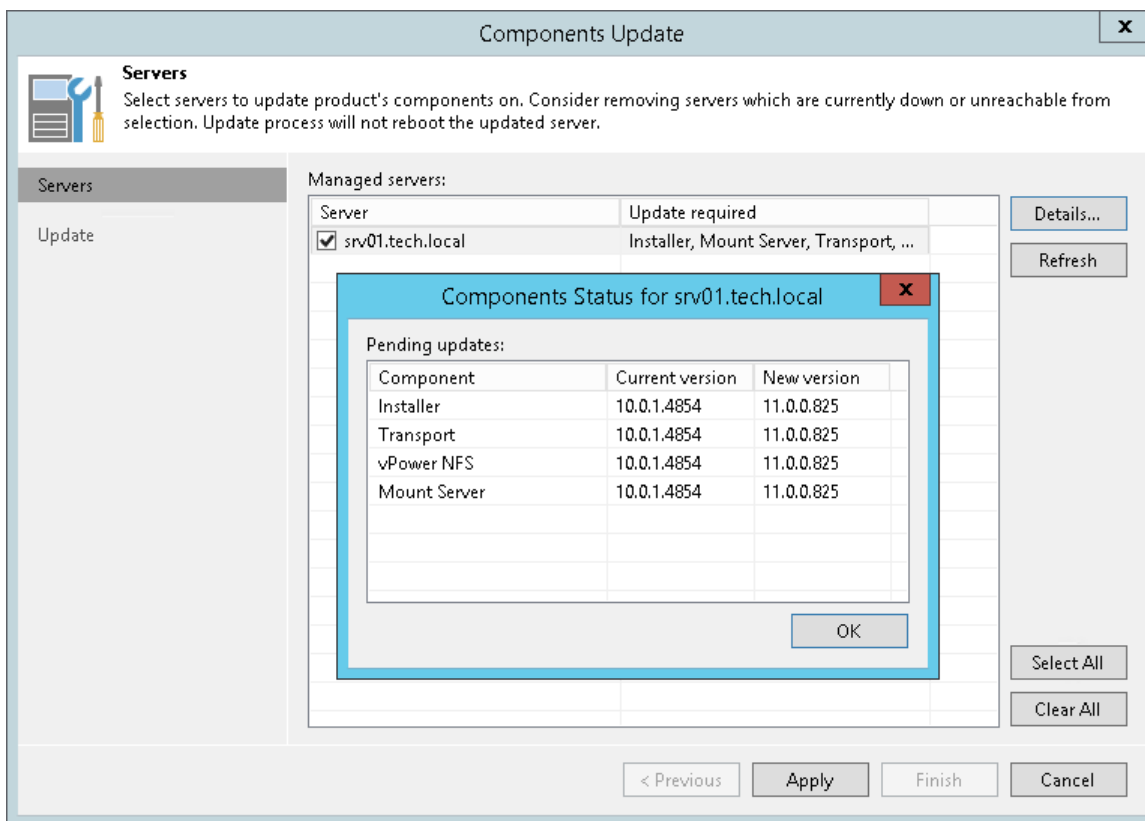 Components Update
x
Servers
Select servers to update product's components on. Consider removing servers which are currently down or unreachable from
selection. Update process will not reboot the updated server.
Servers
Update
Managed servers:
Server Update required
srv01.tech.local Installer, Mount Server, Transport, ...
Details...
Refresh
Components Status for srv01.tech.local
x
Pending updates:
Component Current version New version
Installer 10.0.1.4854 11.0.0.825
Transport 10.0.1.4854 11.0.0.825
vPower NFS 10.0.1.4854 11.0.0.825
Mount Server 10.0.1.4854 11.0.0.825
OK
Select All
Clear All
< Previous Apply Finish Cancel